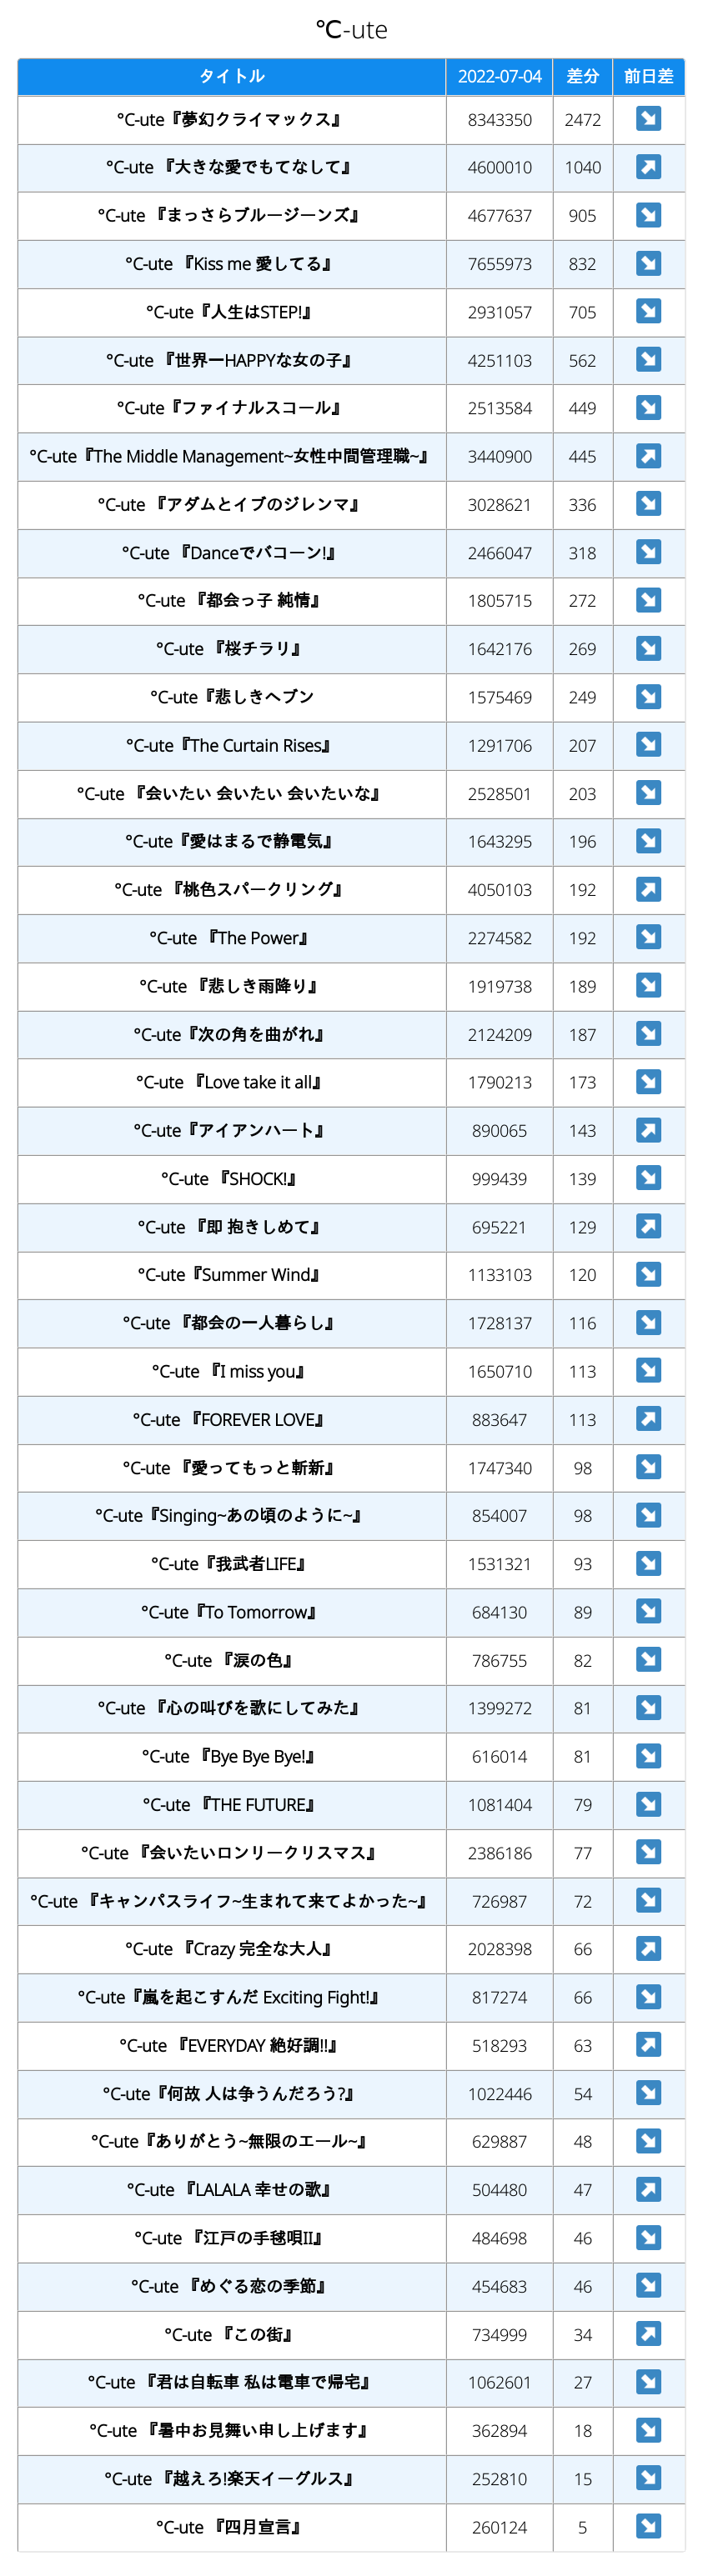 ℃-ute
タイトル 2022-07-04 差分 前日差
°C-ute『夢幻クライマックス』 8343350 2472 ↘
°C-ute 『大きな愛でもてなして』 4600010 1040 ↗
°C-ute 『まっさらブルージーンズ』 4677637 905 ↘
°C-ute 『Kiss me 愛してる』 7655973 832 ↘
°C-ute『人生はSTEP!』 2931057 705 ↘
°C-ute 『世界一HAPPYな女の子』 4251103 562 ↘
°C-ute『ファイナルスコール』 2513584 449 ↘
°C-ute『The Middle Management~女性中間管理職~』 3440900 445 ↗
°C-ute 『アダムとイブのジレンマ』 3028621 336 ↘
°C-ute 『Danceでバコーン!』 2466047 318 ↘
°C-ute 『都会っ子 純情』 1805715 272 ↘
°C-ute 『桜チラリ』 1642176 269 ↘
°C-ute『悲しきヘブン 1575469 249 ↘
°C-ute『The Curtain Rises』 1291706 207 ↘
°C-ute 『会いたい 会いたい 会いたいな』 2528501 203 ↘
°C-ute『愛はまるで静電気』 1643295 196 ↘
°C-ute 『桃色スパークリング』 4050103 192 ↗
°C-ute 『The Power』 2274582 192 ↘
°C-ute 『悲しき雨降り』 1919738 189 ↘
°C-ute『次の角を曲がれ』 2124209 187 ↘
°C-ute 『Love take it all』 1790213 173 ↘
°C-ute『アイアンハート』 890065 143 ↗
°C-ute 『SHOCK!』 999439 139 ↘
°C-ute 『即 抱きしめて』 695221 129 ↗
°C-ute『Summer Wind』 1133103 120 ↘
°C-ute 『都会の一人暮らし』 1728137 116 ↘
°C-ute 『I miss you』 1650710 113 ↘
°C-ute 『FOREVER LOVE』 883647 113 ↗
°C-ute 『愛ってもっと斬新』 1747340 98 ↘
°C-ute『Singing~あの頃のように~』 854007 98 ↘
°C-ute『我武者LIFE』 1531321 93 ↘
°C-ute『To Tomorrow』 684130 89 ↘
°C-ute 『涙の色』 786755 82 ↘
°C-ute 『心の叫びを歌にしてみた』 1399272 81 ↘
°C-ute 『Bye Bye Bye!』 616014 81 ↘
°C-ute 『THE FUTURE』 1081404 79 ↘
°C-ute 『会いたいロンリークリスマス』 2386186 77 ↘
°C-ute 『キャンパスライフ~生まれて来てよかった~』 726987 72 ↘
°C-ute 『Crazy 完全な大人』 2028398 66 ↗
°C-ute『嵐を起こすんだ Exciting Fight!』 817274 66 ↘
°C-ute 『EVERYDAY 絶好調!!』 518293 63 ↗
°C-ute『何故 人は争うんだろう?』 1022446 54 ↘
°C-ute『ありがとう~無限のエール~』 629887 48 ↘
°C-ute 『LALALA 幸せの歌』 504480 47 ↗
°C-ute 『江戸の手毬唄II』 484698 46 ↘
°C-ute 『めぐる恋の季節』 454683 46 ↘
°C-ute 『この街』 734999 34 ↗
°C-ute 『君は自転車 私は電車で帰宅』 1062601 27 ↘
°C-ute 『暑中お見舞い申し上げます』 362894 18 ↘
°C-ute 『越えろ!楽天イーグルス』 252810 15 ↘
°C-ute 『四月宣言』 260124 5 ↘